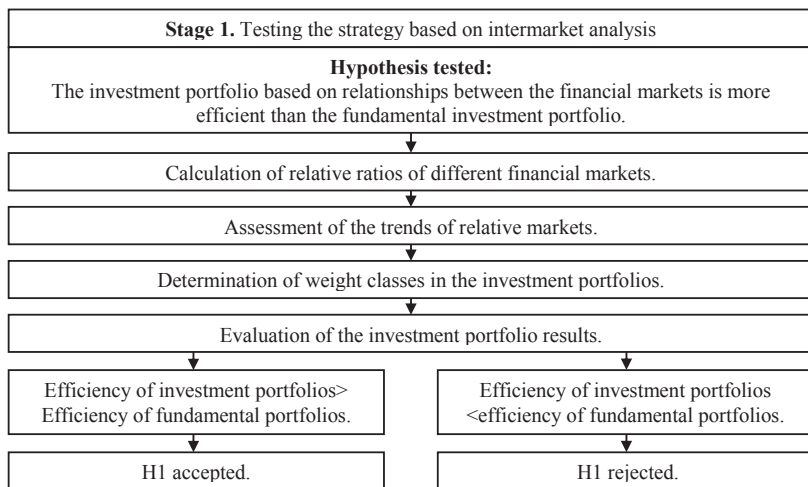 Stage 1. Testing the strategy based on intermarket analysis
Hypothesis tested:
The investment portfolio based on relationships between the financial markets is more
efficient than the fundamental investment portfolio.
Calculation of relative ratios of different financial markets.
Assessment of the trends of relative markets.
Determination of weight classes in the investment portfolios.
Evaluation of the investment portfolio results.
Efficiency of investment portfolios>
Efficiency of fundamental portfolios.
Efficiency of investment portfolios
<efficiency of fundamental portfolios.
H1 accepted.
H1 rejected.